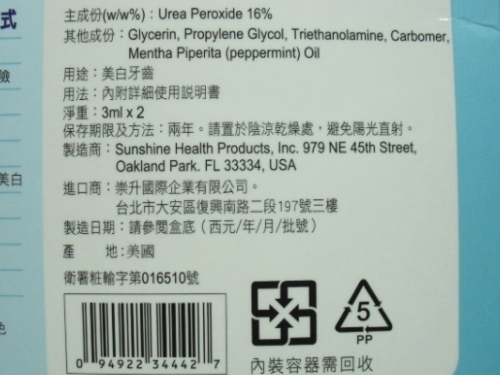 式
主成份(w/w%) : Urea Peroxide 16%
其他成份 : Glycerin, Propylene Glycol, Triethanolamine, Carbomer,
Mentha Piperita (peppermint) Oil
險
用途 : 美白牙齒
用法 : 內附詳細使用說明書
淨重 : 3ml x 2
保存期限及方法 : 兩年。請置於陰涼乾燥處，避免陽光直射。
製造商 : Sunshine Health Products, Inc. 979 NE 45th Street,
Oakland Park. FL 33334, USA
美白
進口商 : 崇升國際企業有限公司。
台北市大安區復興南路二段197號三樓
製造日期 : 請參閱盒底 ( 西元/年/月/批號 )
產 地 : 美國
衛署粧輸字第016510號
5
PP
色
0 94922 34442 7
內裝容器需回收